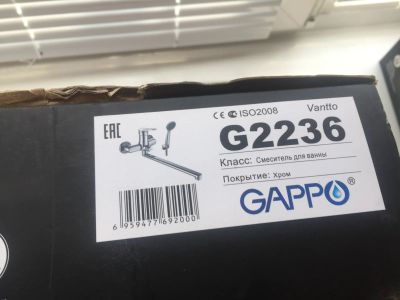 EAC
CE ISO2008 Vantto
G2236
Класс: Смеситель для ванны
Покрытие: Хром
GAPPO®
6 959477 692000